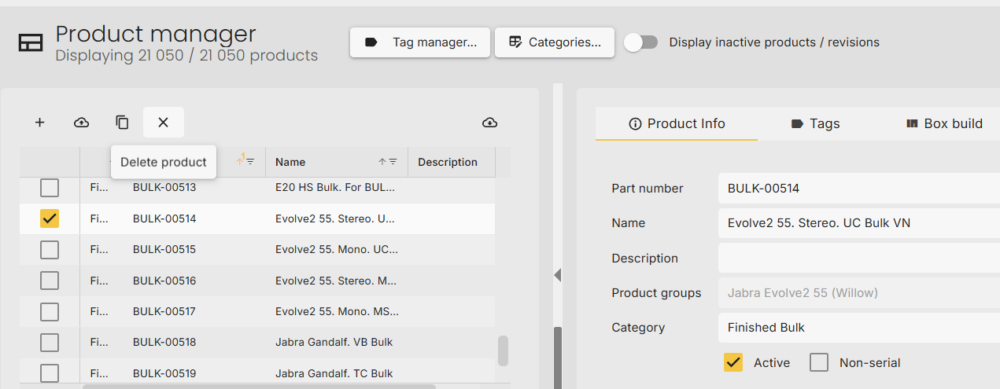 Product manager
Displaying 21 050 / 21 050 products
Tag manager...
Categories...
Display inactive products / revisions
Delete product
1
Name
Description
Fi... BULK-00513 E20 HS Bulk. For BUL...
Fi... BULK-00514 Evolve2 55. Stereo. U...
Fi... BULK-00515 Evolve2 55. Mono. UC...
Fi... BULK-00516 Evolve2 55. Stereo. M...
Fi... BULK-00517 Evolve2 55. Mono. MS...
Fi... BULK-00518 Jabra Gandalf. VB Bulk
Fi... BULK-00519 Jabra Gandalf. TC Bulk
Product Info
Tags
Box build
Part number BULK-00514
Name Evolve2 55. Stereo. UC Bulk VN
Description
Product groups Jabra Evolve2 55 (Willow)
Category Finished Bulk
Active Non-serial